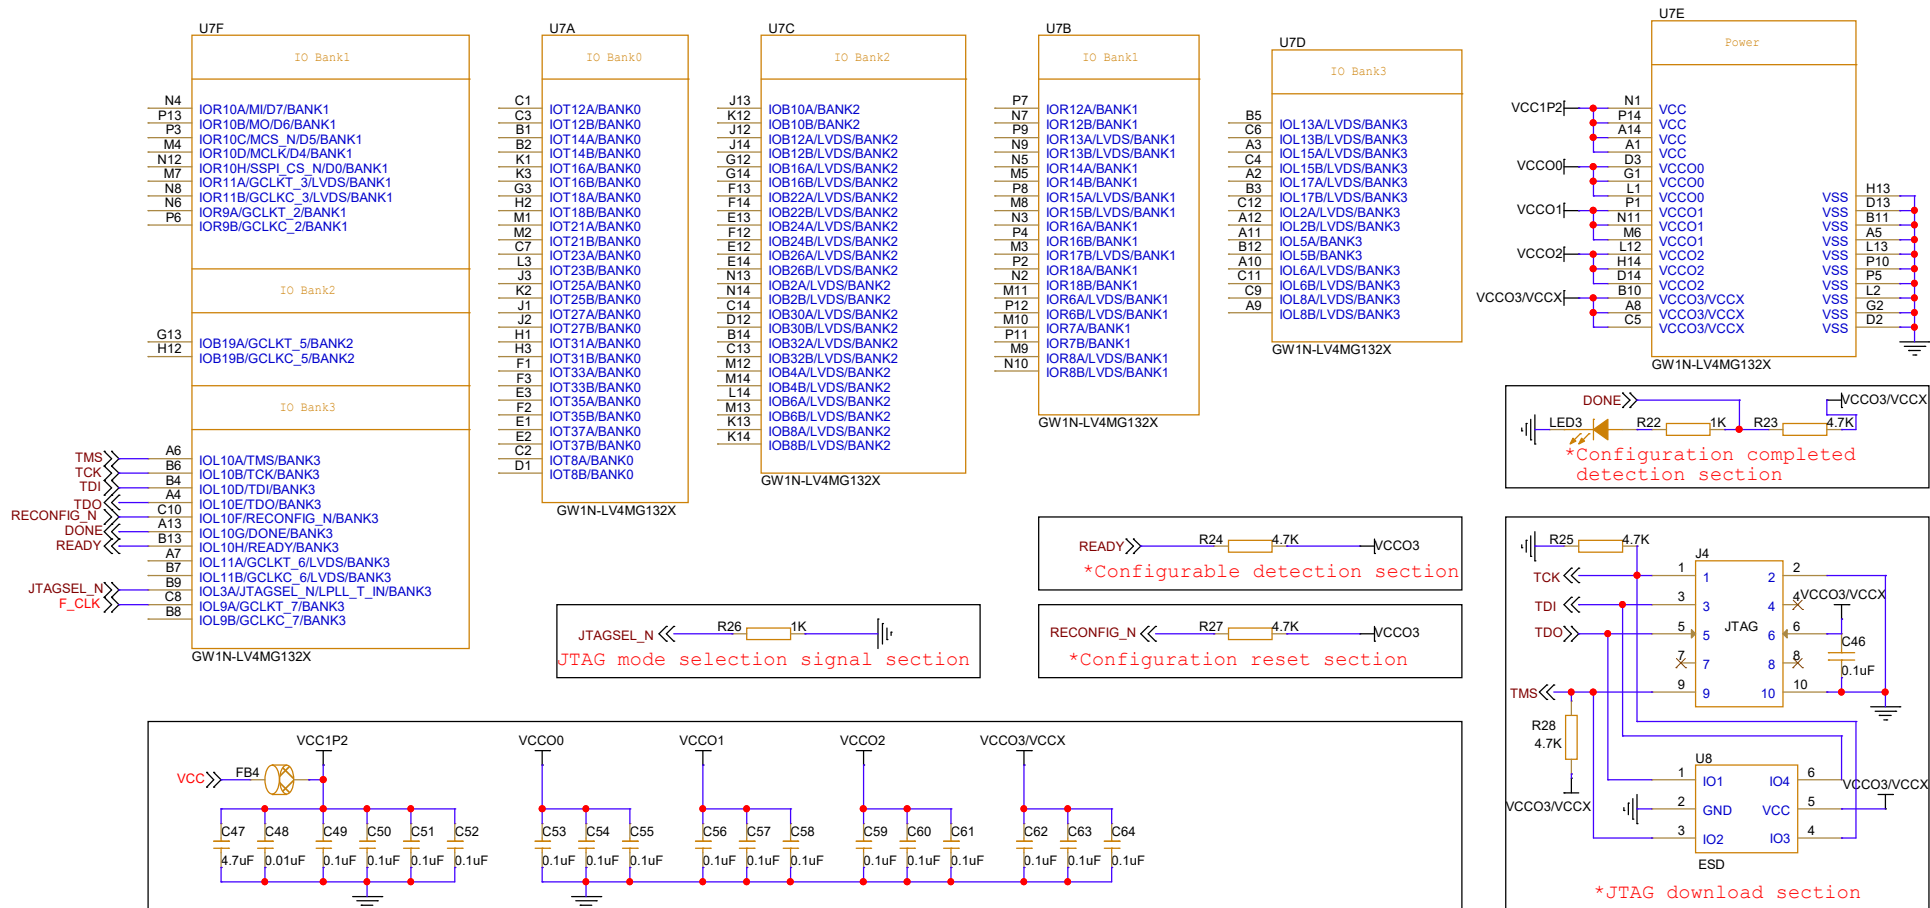 U7F
IO Bank1
N4 IOR10A/MI/D7/BANK1
P13 IOR10B/MO/D6/BANK1
P3 IOR10C/MCS_N/D5/BANK1
M4 IOR10D/MCLK/D4/BANK1
N12 IOR10H/SSPI_CS_N/D0/BANK1
M7 IOR11A/GCLKT_3/LVDS/BANK1
N8 IOR11B/GCLKC_3/LVDS/BANK1
N6 IOR9A/GCLKT_2/BANK1
P6 IOR9B/GCLKC_2/BANK1
IO Bank2
G13 IOB19A/GCLKT_5/BANK2
H12 IOB19B/GCLKC_5/BANK2
IO Bank3
TMS A6 IOL10A/TMS/BANK3
TCK B6 IOL10B/TCK/BANK3
TDI B4 IOL10D/TDI/BANK3
TDO A4 IOL10E/TDO/BANK3
RECONFIG_N C10 IOL10F/RECONFIG_N/BANK3
DONE A13 IOL10G/DONE/BANK3
READY B13 IOL10H/READY/BANK3
A7 IOL11A/GCLKT_6/LVDS/BANK3
B7 IOL11B/GCLKC_6/LVDS/BANK3
JTAGSEL_N B9 IOL3A/JTAGSEL_N/LPLL_T_IN/BANK3
F_CLK C8 IOL9A/GCLKT_7/BANK3
B8 IOL9B/GCLKC_7/BANK3
GW1N-LV4MG132X
U7A
IO Bank0
C1 IOT12A/BANK0
C3 IOT12B/BANK0
B1 IOT14A/BANK0
B2 IOT14B/BANK0
K1 IOT16A/BANK0
K3 IOT16B/BANK0
G3 IOT18A/BANK0
H2 IOT18B/BANK0
M1 IOT21A/BANK0
M2 IOT21B/BANK0
C7 IOT23A/BANK0
L3 IOT23B/BANK0
J3 IOT25A/BANK0
K2 IOT25B/BANK0
J1 IOT27A/BANK0
J2 IOT27B/BANK0
H1 IOT31A/BANK0
H3 IOT31B/BANK0
F1 IOT33A/BANK0
F3 IOT33B/BANK0
E3 IOT35A/BANK0
F2 IOT35B/BANK0
E1 IOT37A/BANK0
E2 IOT37B/BANK0
C2 IOT8A/BANK0
D1 IOT8B/BANK0
GW1N-LV4MG132X
U7C
IO Bank2
J13 IOB10A/BANK2
K12 IOB10B/BANK2
J12 IOB12A/LVDS/BANK2
J14 IOB12B/LVDS/BANK2
G12 IOB16A/LVDS/BANK2
G14 IOB16B/LVDS/BANK2
F13 IOB22A/LVDS/BANK2
F14 IOB22B/LVDS/BANK2
E13 IOB24A/LVDS/BANK2
F12 IOB24B/LVDS/BANK2
E12 IOB26A/LVDS/BANK2
E14 IOB26B/LVDS/BANK2
N13 IOB2A/LVDS/BANK2
N14 IOB2B/LVDS/BANK2
C14 IOB30A/LVDS/BANK2
D12 IOB30B/LVDS/BANK2
B14 IOB32A/LVDS/BANK2
C13 IOB32B/LVDS/BANK2
M12 IOB4A/LVDS/BANK2
M14 IOB4B/LVDS/BANK2
L14 IOB6A/LVDS/BANK2
M13 IOB6B/LVDS/BANK2
K13 IOB8A/LVDS/BANK2
K14 IOB8B/LVDS/BANK2
GW1N-LV4MG132X
U7B
IO Bank1
P7 IOR12A/BANK1
N7 IOR12B/BANK1
P9 IOR13A/LVDS/BANK1
N9 IOR13B/LVDS/BANK1
N5 IOR14A/BANK1
M5 IOR14B/BANK1
P8 IOR15A/LVDS/BANK1
M8 IOR15B/LVDS/BANK1
N3 IOR16A/BANK1
P4 IOR16B/BANK1
M3 IOR17B/LVDS/BANK1
P2 IOR18A/BANK1
N2 IOR18B/BANK1
M11 IOR6A/LVDS/BANK1
P12 IOR6B/LVDS/BANK1
M10 IOR7A/BANK1
P11 IOR7B/BANK1
M9 IOR8A/LVDS/BANK1
N10 IOR8B/LVDS/BANK1
GW1N-LV4MG132X
U7D
IO Bank3
B5 IOL13A/LVDS/BANK3
C6 IOL13B/LVDS/BANK3
A3 IOL15A/LVDS/BANK3
C4 IOL15B/LVDS/BANK3
A2 IOL17A/LVDS/BANK3
B3 IOL17B/LVDS/BANK3
C12 IOL2A/LVDS/BANK3
A12 IOL2B/LVDS/BANK3
A11 IOL5A/BANK3
B12 IOL5B/BANK3
A10 IOL6A/LVDS/BANK3
C11 IOL6B/LVDS/BANK3
C9 IOL8A/LVDS/BANK3
A9 IOL8B/LVDS/BANK3
GW1N-LV4MG132X
U7E
Power
VCC1P2 N1 VCC
P14 VCC
A14 VCC
A1 VCC
VCCO0 D3 VCCO0
G1 VCCO0
L1 VCCO0 VSS H13
VCCO1 P1 VCCO1 VSS D13
N11 VCCO1 VSS B11
M6 VCCO1 VSS A5
VCCO2 L12 VCCO2 VSS L13
H14 VCCO2 VSS P10
D14 VCCO2 VSS P5
VCCO3/VCCX B10 VCCO3/VCCX VSS L2
A8 VCCO3/VCCX VSS G2
C5 VCCO3/VCCX VSS D2
GW1N-LV4MG132X
DONE VCCO3/VCCX
LED3 R22 1K R23 4.7K
*Configuration completed
detection section
READY R24 4.7K VCCO3
*Configurable detection section
JTAGSEL_N R26 1K
JTAG mode selection signal section
RECONFIG_N R27 4.7K VCCO3
*Configuration reset section
R25 4.7K
J4
TCK 1 1 2 2
TDI 3 3 4 4 VCCO3/VCCX
TDO 5 5 JTAG 6 6
C46
0.1uF
7 7 8 8
TMS 9 9 10 10
R28
4.7K
VCCO3/VCCX
U8
1 IO1 IO4 6
VCCO3/VCCX
2 GND VCC 5
3 IO2 IO3 4
ESD
*JTAG download section
VCC1P2 VCCO0 VCCO1 VCCO2 VCCO3/VCCX
VCC FB4
C47 C48 C49 C50 C51 C52 C53 C54 C55 C56 C57 C58 C59 C60 C61 C62 C63 C64
4.7uF 0.01uF 0.1uF 0.1uF 0.1uF 0.1uF 0.1uF 0.1uF 0.1uF 0.1uF 0.1uF 0.1uF 0.1uF 0.1uF 0.1uF 0.1uF 0.1uF 0.1uF